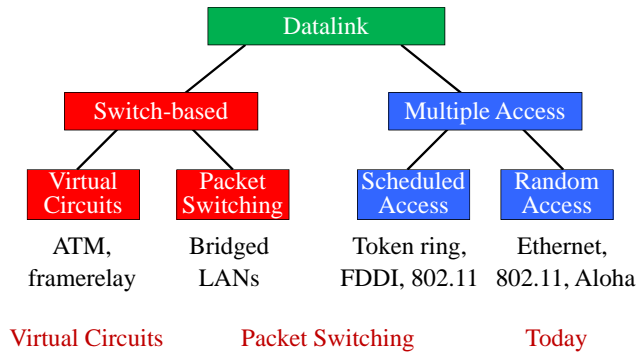 Datalink
Switch-based
Multiple Access
Virtual
Circuits
Packet
Switching
Scheduled
Access
Random
Access
ATM,
framerelay
Bridged
LANs
Token ring,
FDDI, 802.11
Ethernet,
802.11, Aloha
Virtual Circuits
Packet Switching
Today